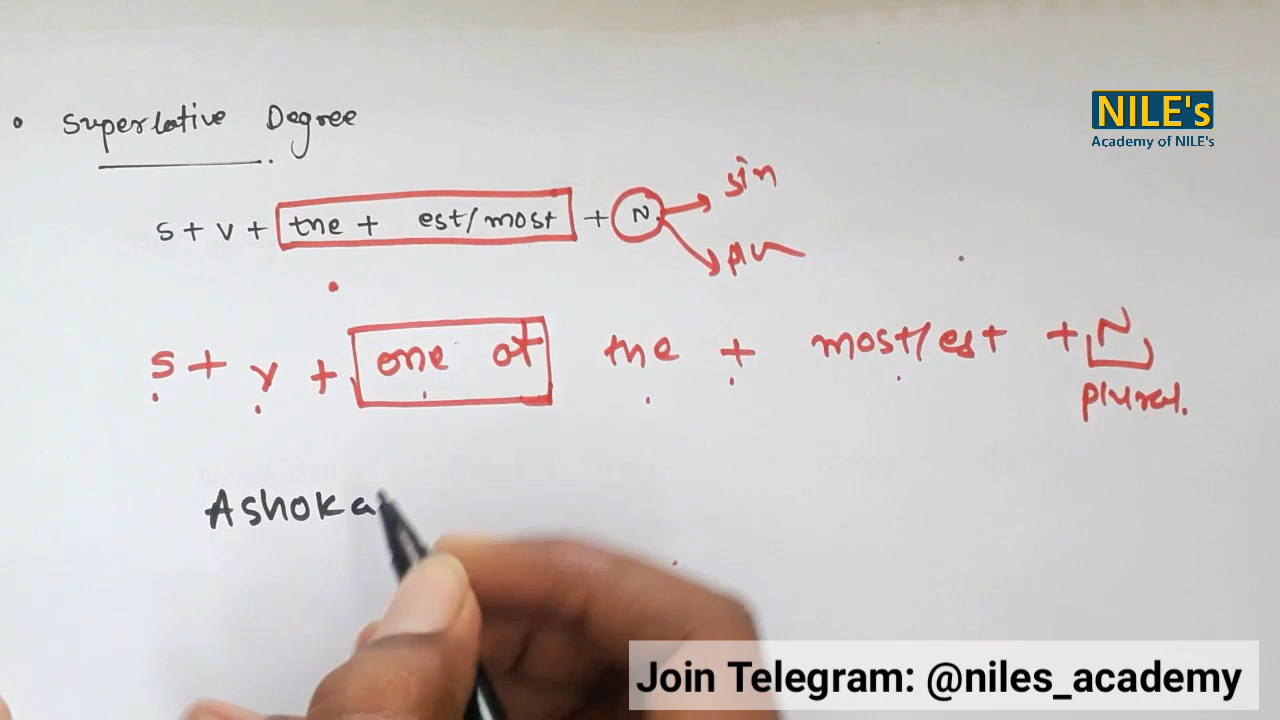 • Superlative Degree
NILE's
Academy of NILE's
S + V + the + est/most + N.
sin
plu
S + V + one of the + most/est + N
plural.
Ashoka
Join Telegram: @niles_academy